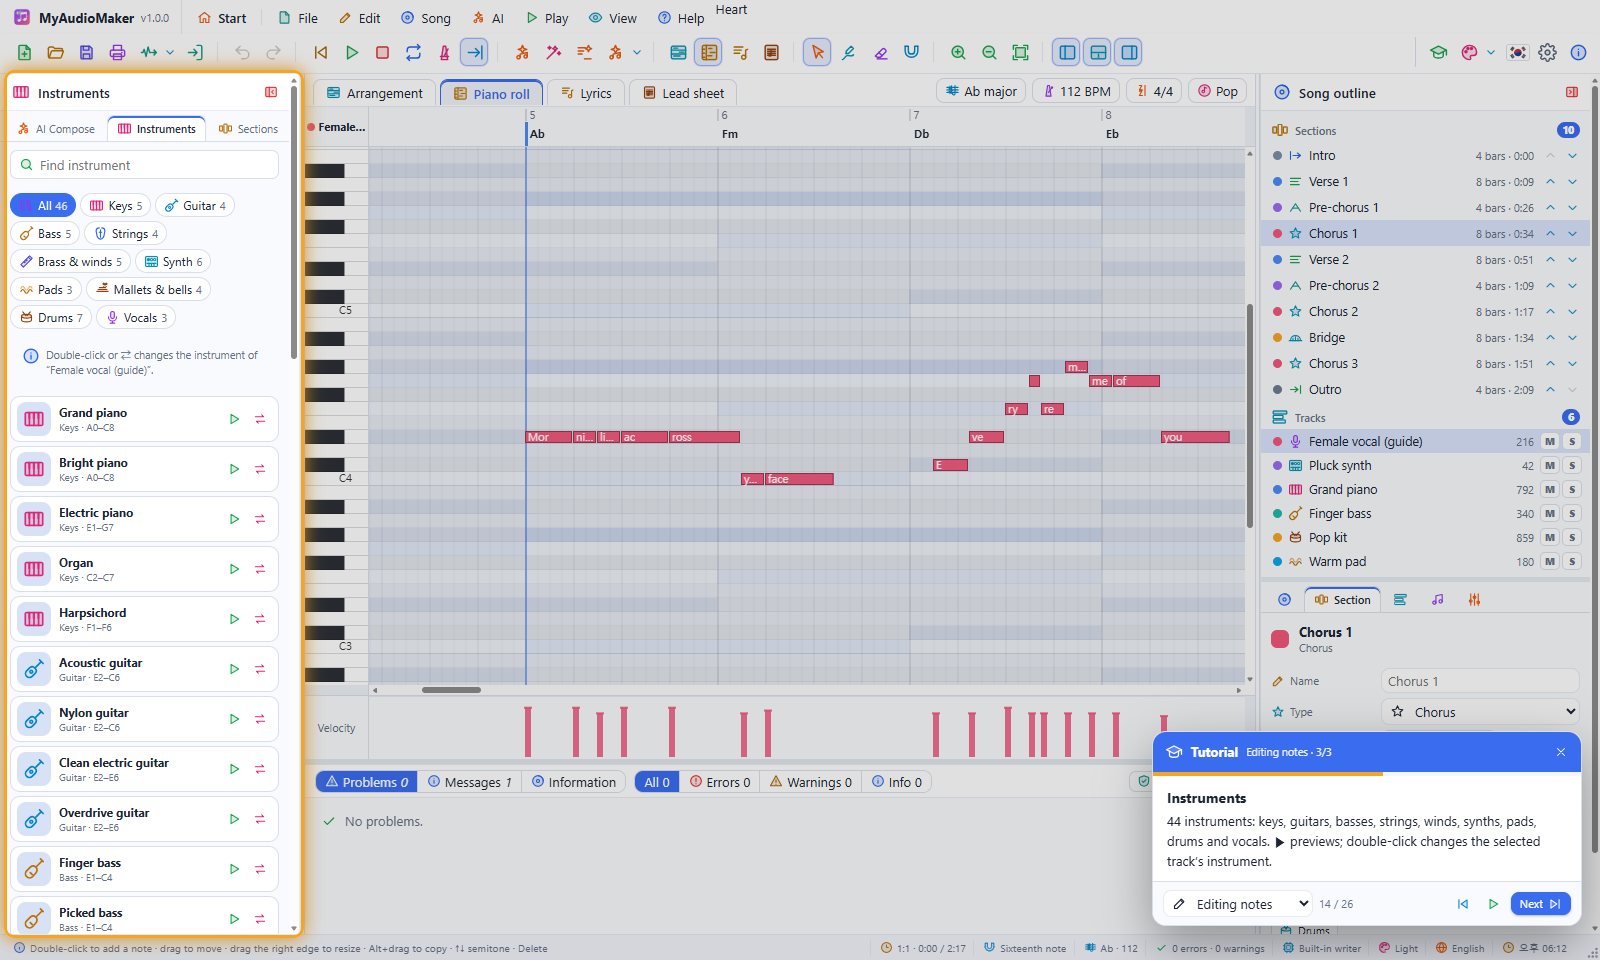 MyAudioMaker v1.0.0
Start File Edit Song AI Play View Help Heart
Instruments
AI Compose Instruments Sections
Find instrument
All 46 Keys 5 Guitar 4
Bass 5 Strings 4
Brass & winds 5 Synth 6
Pads 3 Mallets & bells 4
Drums 7 Vocals 3
Double-click or ⇄ changes the instrument of
“Female vocal (guide)”.
Grand piano
Keys · A0–C8
Bright piano
Keys · A0–C8
Electric piano
Keys · E1–G7
Organ
Keys · C2–C7
Harpsichord
Keys · F1–F6
Acoustic guitar
Guitar · E2–C6
Nylon guitar
Guitar · E2–C6
Clean electric guitar
Guitar · E2–E6
Overdrive guitar
Guitar · E2–E6
Finger bass
Bass · E1–C4
Picked bass
Bass · E1–C4
Arrangement Piano roll Lyrics Lead sheet
Ab major 112 BPM 4/4 Pop
Female...
5 6 7 8
Ab Fm Db Eb
C5
m...
me of
ry re
Mor ni... li... ac ross ve you
E
C4 y... face
C3
Velocity
Problems 0 Messages 1 Information All 0 Errors 0 Warnings 0 Info 0
No problems.
Song outline
Sections 10
Intro 4 bars · 0:00
Verse 1 8 bars · 0:09
Pre-chorus 1 4 bars · 0:26
Chorus 1 8 bars · 0:34
Verse 2 8 bars · 0:51
Pre-chorus 2 4 bars · 1:09
Chorus 2 8 bars · 1:17
Bridge 8 bars · 1:34
Chorus 3 8 bars · 1:51
Outro 4 bars · 2:09
Tracks 6
Female vocal (guide) 216 M S
Pluck synth 42 M S
Grand piano 792 M S
Finger bass 340 M S
Pop kit 859 M S
Warm pad 180 M S
Section
Chorus 1
Chorus
Name Chorus 1
Type Chorus
Tutorial Editing notes · 3/3
Instruments
44 instruments: keys, guitars, basses, strings, winds, synths, pads,
drums and vocals. ▶ previews; double-click changes the selected
track's instrument.
Editing notes 14 / 26 Next
Drums
Double-click to add a note · drag to move · drag the right edge to resize · Alt+drag to copy · ↑↓ semitone · Delete
1:1 · 0:00 / 2:17 Sixteenth note Ab · 112 0 errors · 0 warnings Built-in writer Light English 오후 06:12